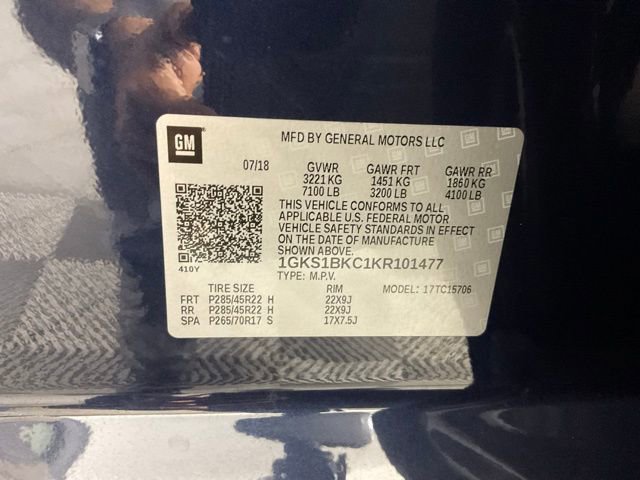 GM
MFD BY GENERAL MOTORS LLC
07/18 GVWR GAWR FRT GAWR RR
3221 KG 1451 KG 1860 KG
7100 LB 3200 LB 4100 LB
THIS VEHICLE CONFORMS TO ALL
APPLICABLE U.S. FEDERAL MOTOR
VEHICLE SAFETY STANDARDS IN EFFECT
ON THE DATE OF MANUFACTURE
SHOWN ABOVE.
1GKS1BKC1KR101477
410Y
TYPE: M.P.V. MODEL: 17TC15706
TIRE SIZE RIM
FRT P285/45R22 H 22X9J
RR P285/45R22 H 22X9J
SPA P265/70R17 S 17X7.5J